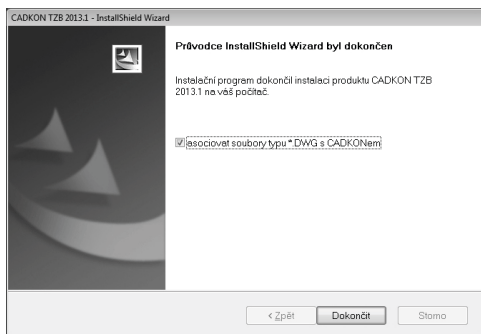 CADKON TZB 2013.1 - InstallShield Wizard
Průvodce InstallShield Wizard byl dokončen
Instalační program dokončil instalaci produktu CADKON TZB
2013.1 na váš počítač.
asociovat soubory typu *.DWG s CADKONem
< Zpět Dokončit Storno